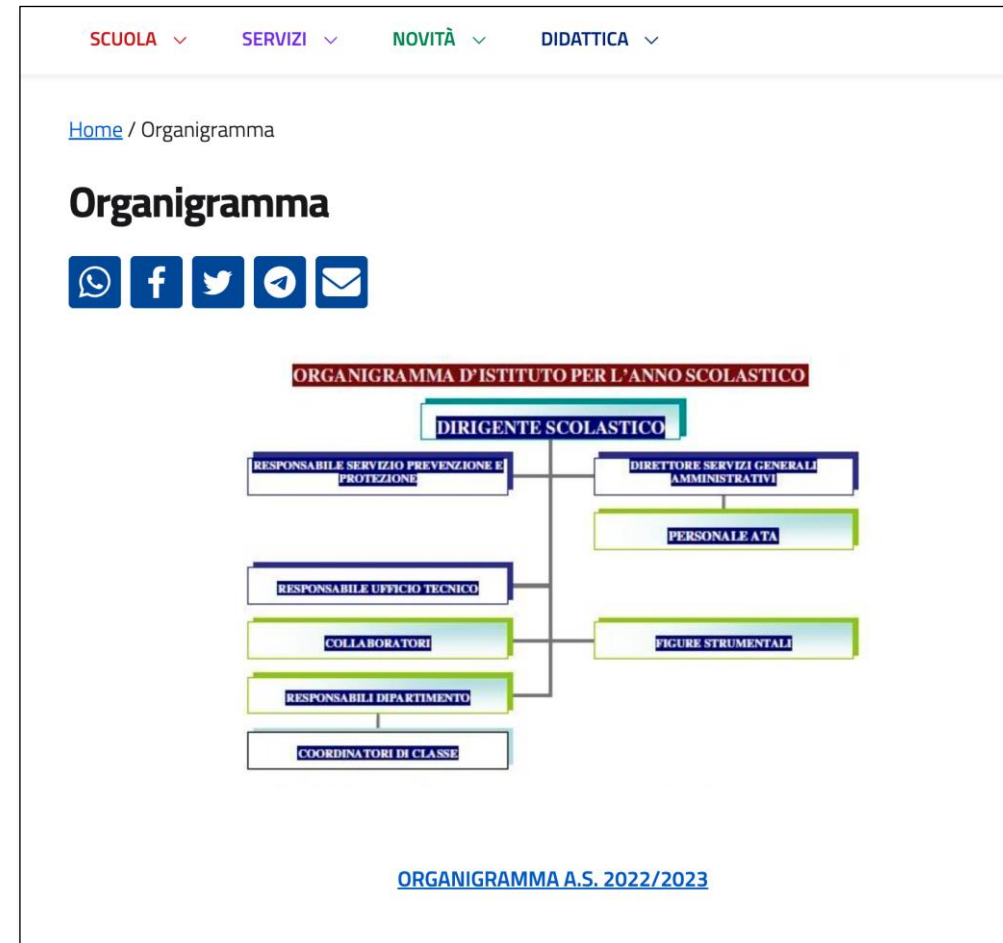 SCUOLA SERVIZI NOVITÀ DIDATTICA
Home / Organigramma
Organigramma
ORGANIGRAMMA D'ISTITUTO PER L'ANNO SCOLASTICO
DIRIGENTE SCOLASTICO
RESPONSABILE SERVIZIO PREVENZIONE E
PROTEZIONE
DIRETTORE SERVIZI GENERALI
AMMINISTRATIVI
PERSONALE ATA
RESPONSABILE UFFICIO TECNICO
COLLABORATORI
FIGURE STRUMENTALI
RESPONSABILI DIPARTIMENTO
COORDINATORI DI CLASSE
ORGANIGRAMMA A.S. 2022/2023